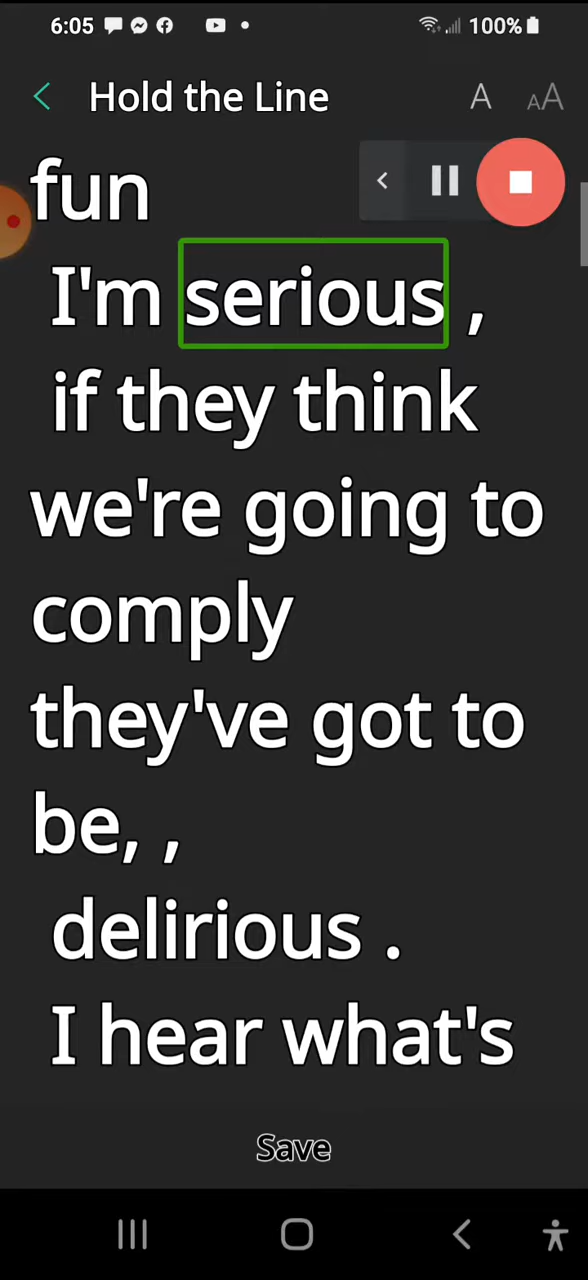 6:05 100%
Hold the Line A AA
fun
I'm serious ,
if they think
we're going to
comply
they've got to
be, ,
delirious .
I hear what's
Save